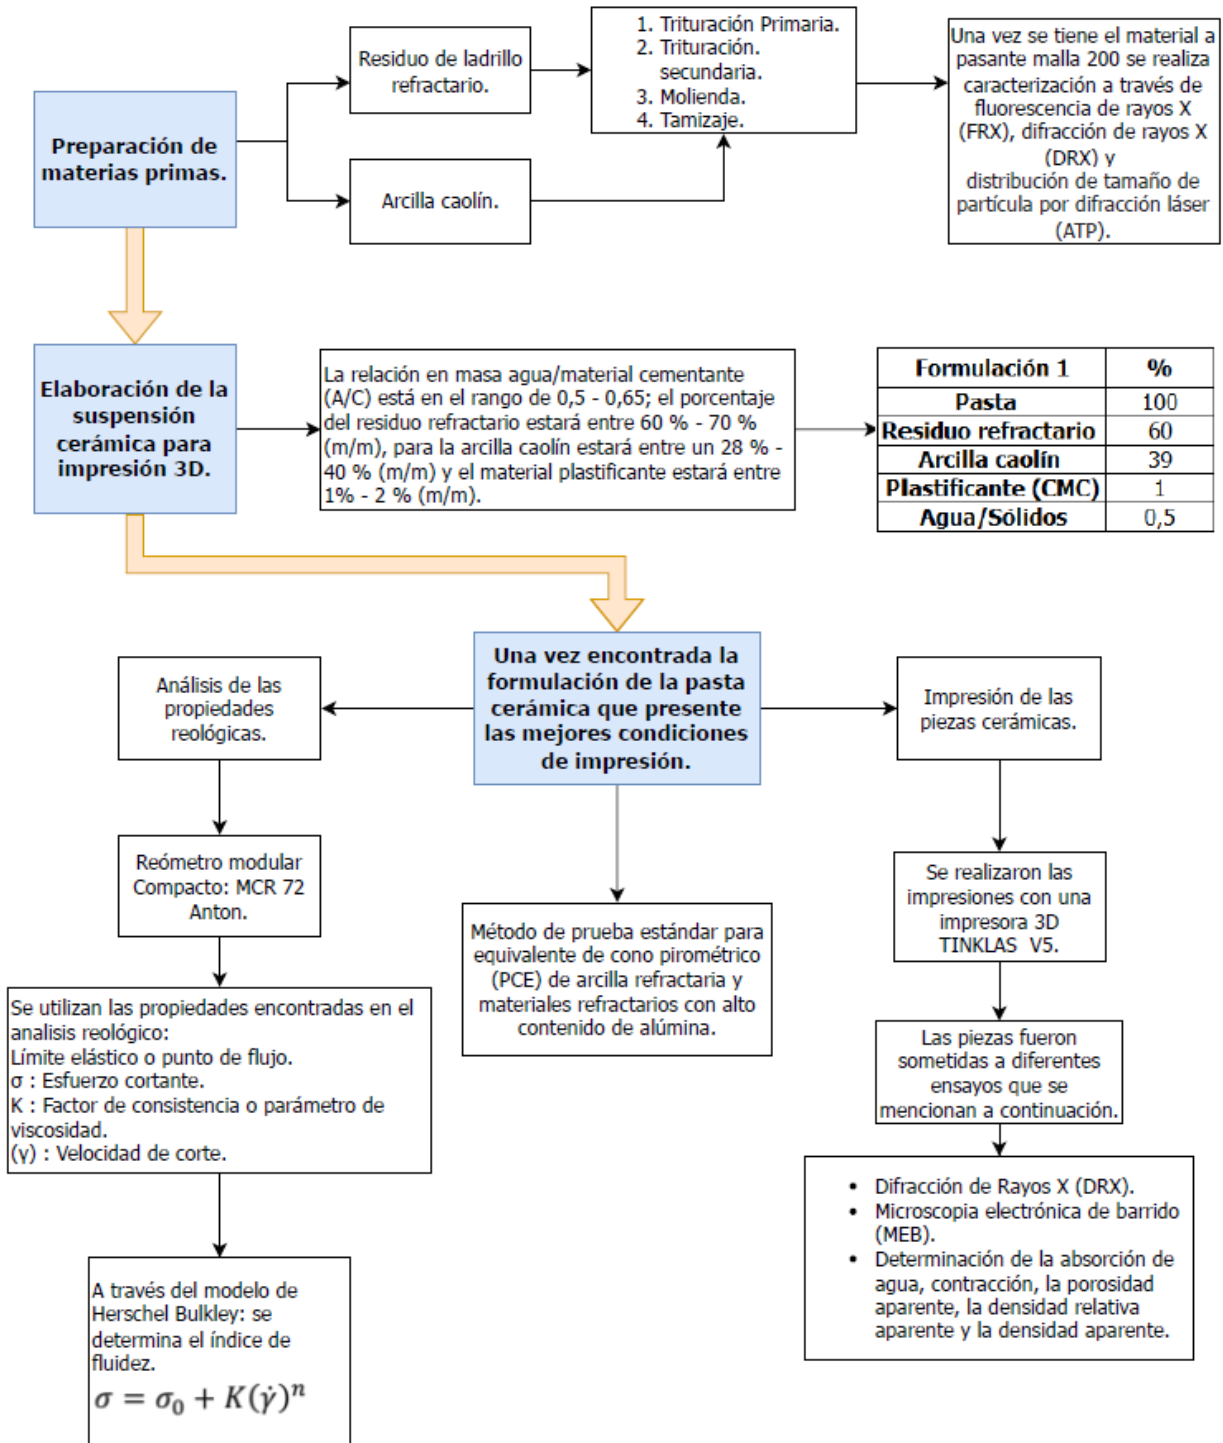 Preparación de
materias primas.
Residuo de ladrillo
refractario.
Arcilla caolín.
1. Trituración Primaria.
2. Trituración.
secundaria.
3. Molienda.
4. Tamizaje.
Una vez se tiene el material a
pasante malla 200 se realiza
caracterización a través de
fluorescencia de rayos X
(FRX), difracción de rayos X
(DRX) y
distribución de tamaño de
partícula por difracción láser
(ATP).
Elaboración de la
suspensión
cerámica para
impresión 3D.
La relación en masa agua/material cementante
(A/C) está en el rango de 0,5 - 0,65; el porcentaje
del residuo refractario estará entre 60 % - 70 %
(m/m), para la arcilla caolín estará entre un 28 % -
40 % (m/m) y el material plastificante estará entre
1% - 2 % (m/m).
Formulación 1 %
Pasta 100
Residuo refractario 60
Arcilla caolín 39
Plastificante (CMC) 1
Agua/Sólidos 0,5
Una vez encontrada la
formulación de la pasta
cerámica que presente
las mejores condiciones
de impresión.
Análisis de las
propiedades
reológicas.
Reómetro modular
Compacto: MCR 72
Anton.
Se utilizan las propiedades encontradas en el
analisis reológico:
Límite elástico o punto de flujo.
σ : Esfuerzo cortante.
K : Factor de consistencia o parámetro de
viscosidad.
(γ) : Velocidad de corte.
A través del modelo de
Herschel Bulkley: se
determina el índice de
fluidez.
σ = σ₀ + K(γ̇)ⁿ
Método de prueba estándar para
equivalente de cono pirométrico
(PCE) de arcilla refractaria y
materiales refractarios con alto
contenido de alúmina.
Impresión de las
piezas cerámicas.
Se realizaron las
impresiones con una
impresora 3D
TINKLAS V5.
Las piezas fueron
sometidas a diferentes
ensayos que se
mencionan a continuación.
• Difracción de Rayos X (DRX).
• Microscopia electrónica de barrido
(MEB).
• Determinación de la absorción de
agua, contracción, la porosidad
aparente, la densidad relativa
aparente y la densidad aparente.